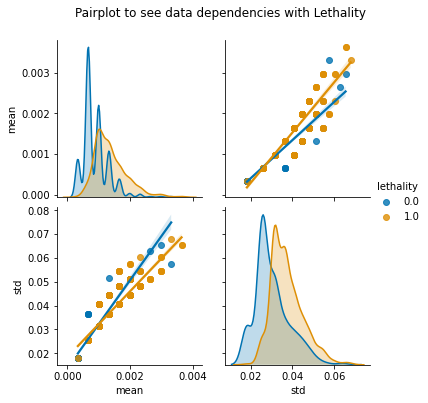 Pairplot to see data dependencies with Lethality
mean
0.003
0.002
0.001
0.000
lethality
0.0
1.0
std
0.08
0.07
0.06
0.05
0.04
0.03
0.02
0.000 0.002 0.004
mean
0.02 0.04 0.06
std